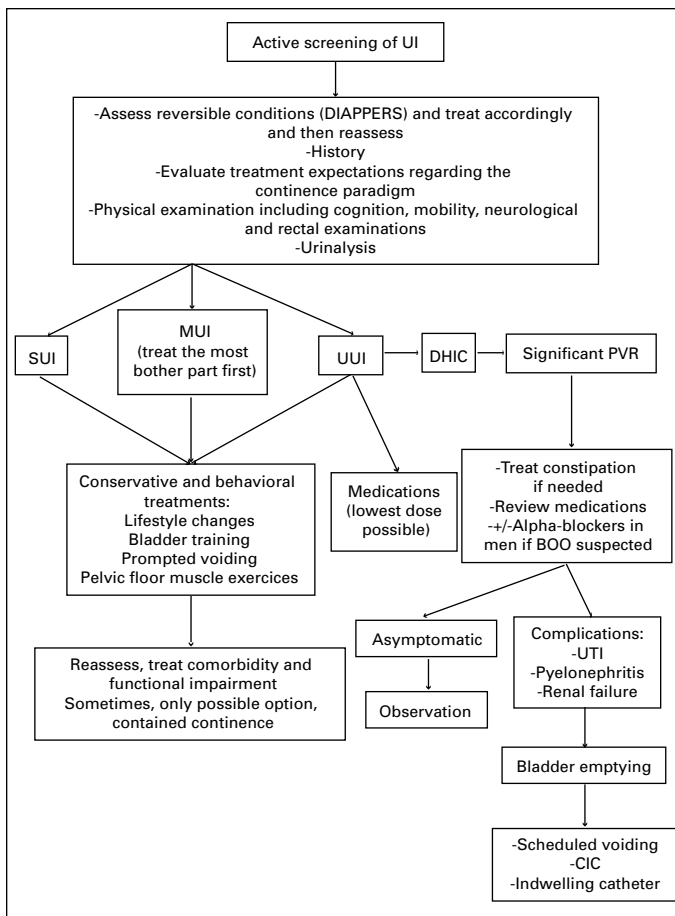 Active screening of UI
-Assess reversible conditions (DIAPPERS) and treat accordingly
and then reassess
-History
-Evaluate treatment expectations regarding the
continence paradigm
-Physical examination including cognition, mobility, neurological
and rectal examinations
-Urinalysis
SUI
MUI
(treat the most
bother part first)
UUI
DHIC
Significant PVR
Conservative and behavioral
treatments:
Lifestyle changes
Bladder training
Prompted voiding
Pelvic floor muscle exercices
Medications
(lowest dose
possible)
-Treat constipation
if needed
-Review medications
-+/-Alpha-blockers in
men if BOO suspected
Reassess, treat comorbidity and
functional impairment
Sometimes, only possible option,
contained continence
Asymptomatic
Observation
Complications:
-UTI
-Pyelonephritis
-Renal failure
Bladder emptying
-Scheduled voiding
-CIC
-Indwelling catheter